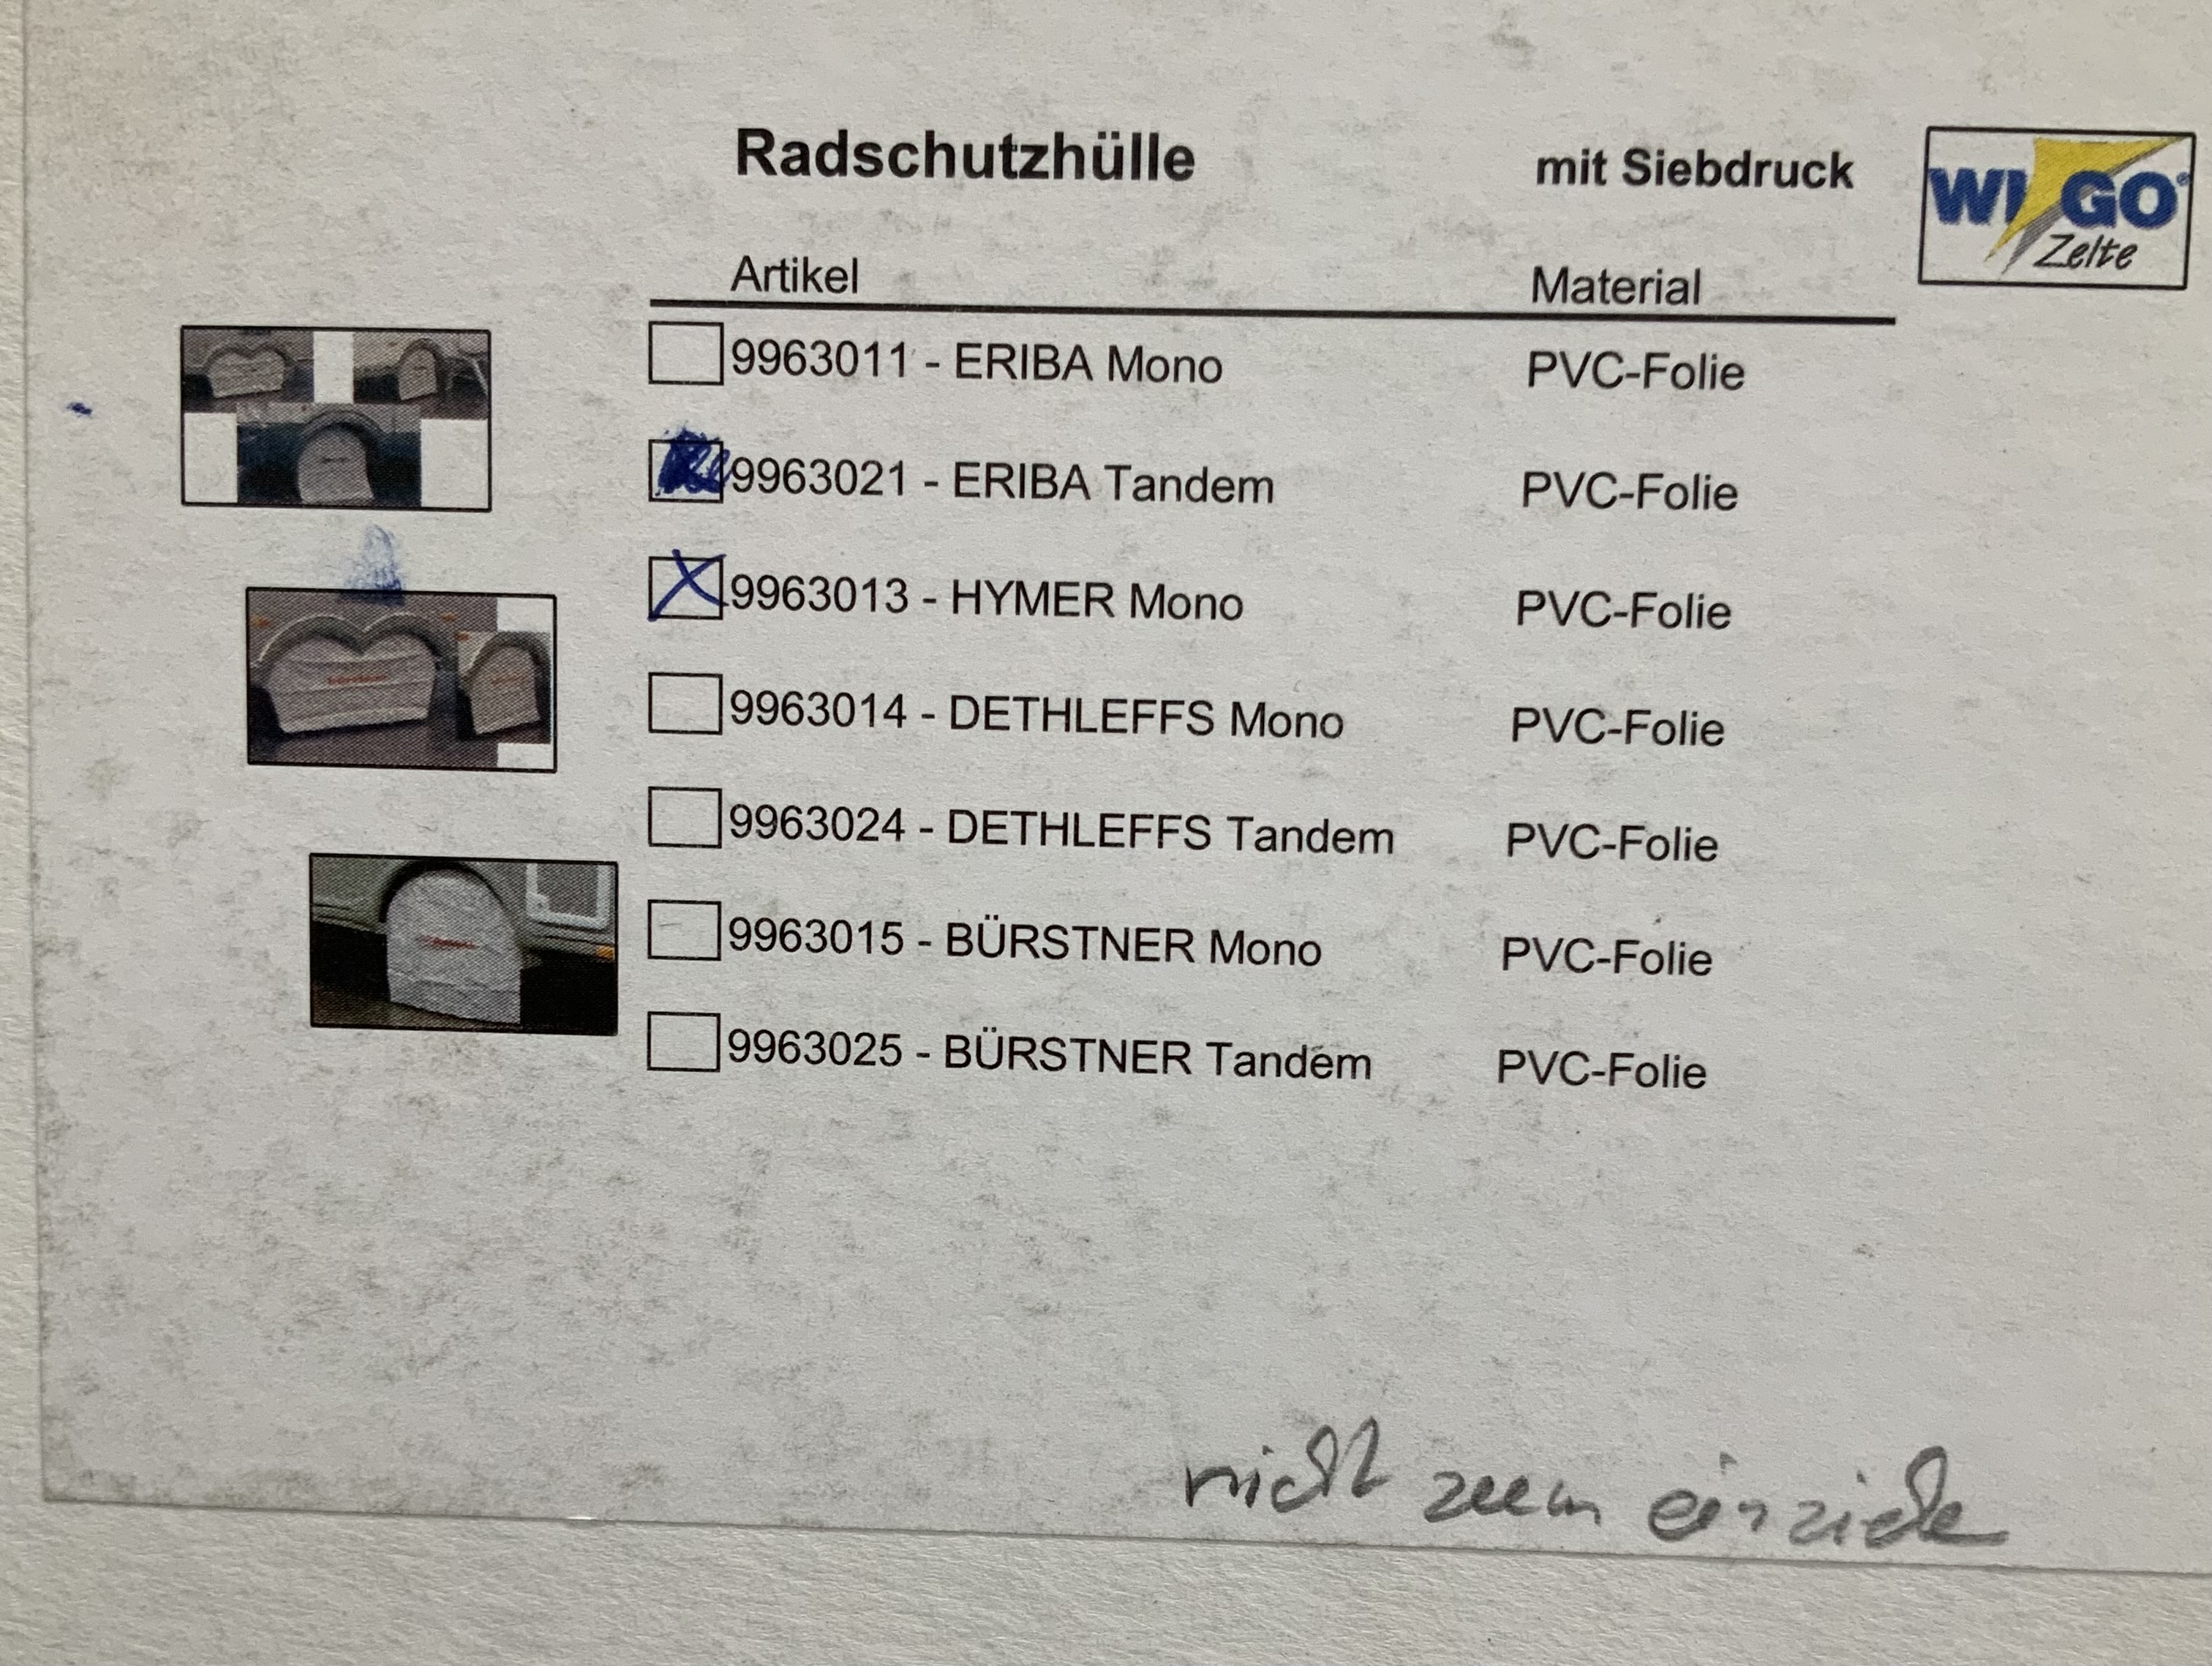 Radschutzhülle mit Siebdruck
WIGO® Zelte
Artikel Material
9963011 - ERIBA Mono PVC-Folie
9963021 - ERIBA Tandem PVC-Folie
9963013 - HYMER Mono PVC-Folie
9963014 - DETHLEFFS Mono PVC-Folie
9963024 - DETHLEFFS Tandem PVC-Folie
9963015 - BÜRSTNER Mono PVC-Folie
9963025 - BÜRSTNER Tandem PVC-Folie
nicht zum einziehen